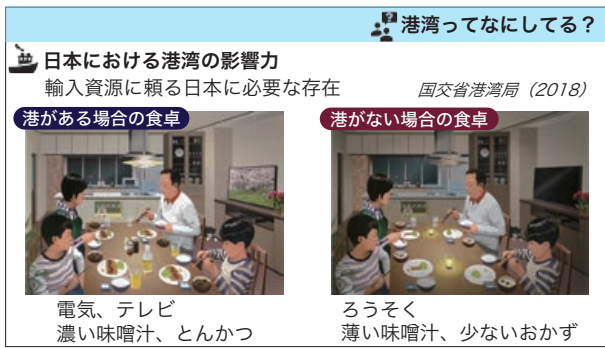 港湾ってなにしてる？
日本における港湾の影響力
輸入資源に頼る日本に必要な存在
国交省港湾局（2018）
港がある場合の食卓
港がない場合の食卓
電気、テレビ
濃い味噌汁、とんかつ
ろうそく
薄い味噌汁、少ないおかず